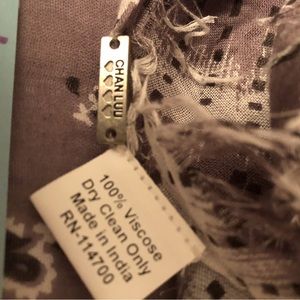 CHAN LUU
100% Viscose
Dry Clean Only
Made in India
RN-114700